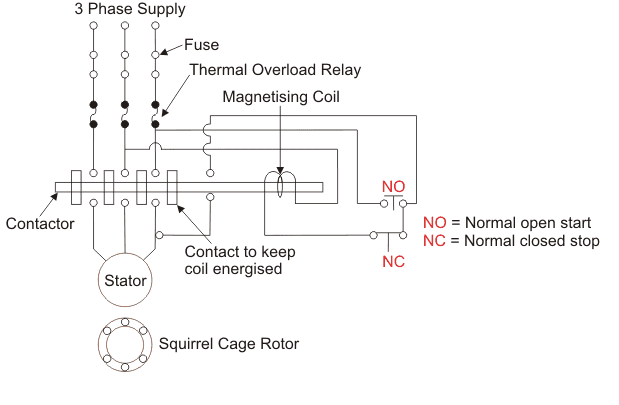 3 Phase Supply
Fuse
Thermal Overload Relay
Magnetising Coil
NO
Contactor
NO = Normal open start
NC = Normal closed stop
Contact to keep
coil energised
NC
Stator
Squirrel Cage Rotor